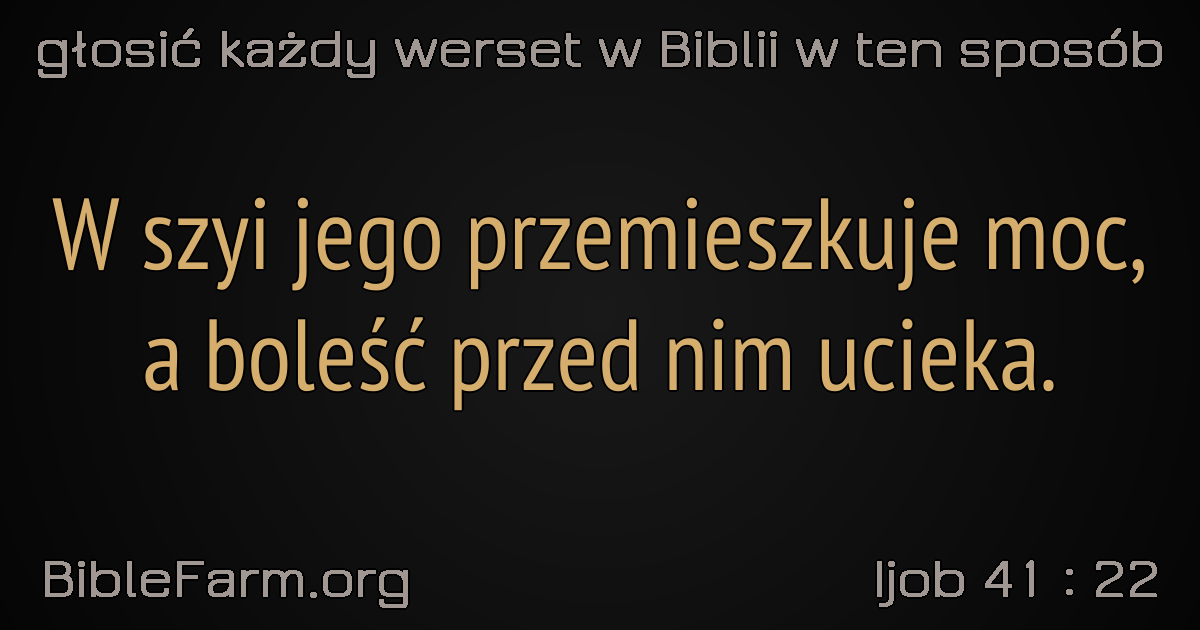 głosić każdy werset w Biblii w ten sposób
W szyi jego przemieszkuje moc,
a boleść przed nim ucieka.
BibleFarm.org
Ijob 41 : 22